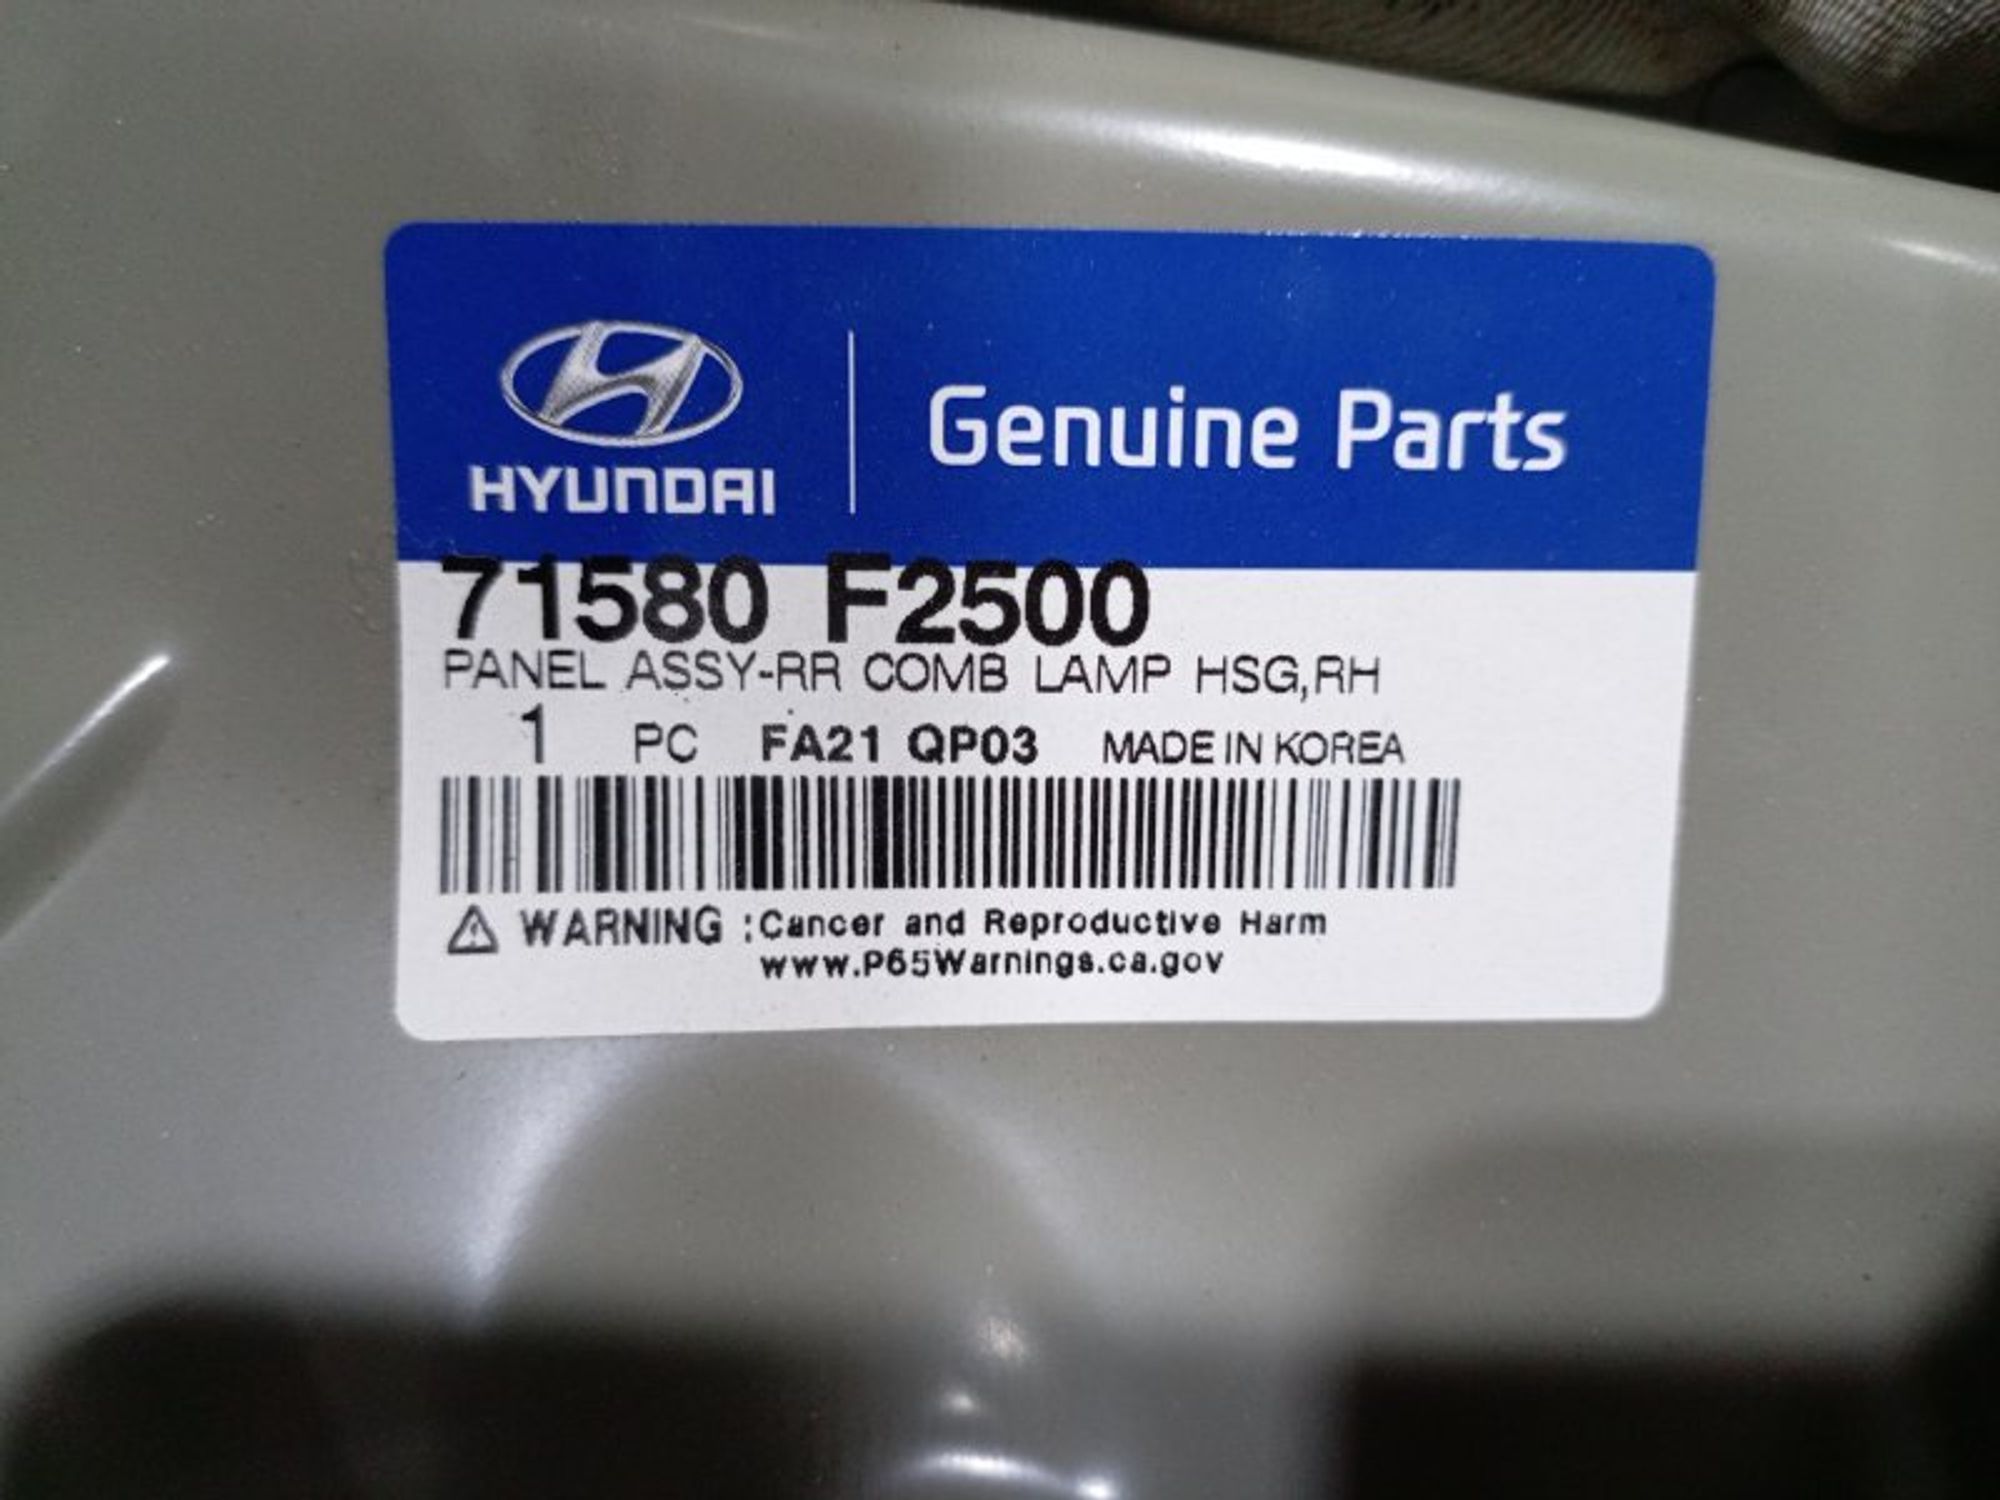 HYUNDAI
Genuine Parts
71580 F2500
PANEL ASSY-RR COMB LAMP HSG,RH
1 PC FA21 QP03 MADE IN KOREA
WARNING :Cancer and Reproductive Harm
www.P65Warnings.ca.gov